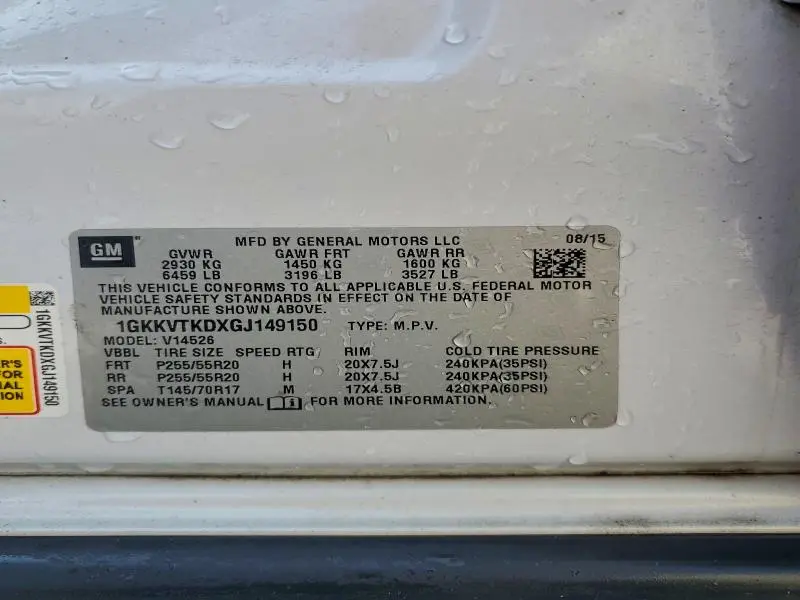 GM
MFD BY GENERAL MOTORS LLC 08/15
GVWR GAWR FRT GAWR RR
2930 KG 1450 KG 1600 KG
6459 LB 3196 LB 3527 LB
THIS VEHICLE CONFORMS TO ALL APPLICABLE U.S. FEDERAL MOTOR
VEHICLE SAFETY STANDARDS IN EFFECT ON THE DATE OF
MANUFACTURE SHOWN ABOVE.
1GKKVTKDXGJ149150 TYPE: M.P.V.
MODEL: V14526
VBBL TIRE SIZE SPEED RTG RIM COLD TIRE PRESSURE
FRT P255/55R20 H 20X7.5J 240KPA(35PSI)
RR P255/55R20 H 20X7.5J 240KPA(35PSI)
SPA T145/70R17 M 17X4.5B 420KPA(60PSI)
SEE OWNER'S MANUAL FOR MORE INFORMATION.
1GKKVTKDXGJ149150
s.
ER'S
FOR
NAL
TION